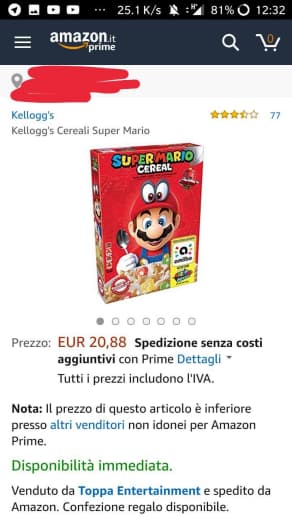 25.1 K/s 81% 12:32
amazon.it
prime
0
Kellogg's 77
Kellogg's Cereali Super Mario
SUPER MARIO
CEREAL
amiibo
Prezzo: EUR 20,88 Spedizione senza costi
aggiuntivi con Prime Dettagli
Tutti i prezzi includono l'IVA.
Nota: Il prezzo di questo articolo è inferiore
presso altri venditori non idonei per Amazon
Prime.
Disponibilità immediata.
Venduto da Toppa Entertainment e spedito da
Amazon. Confezione regalo disponibile.